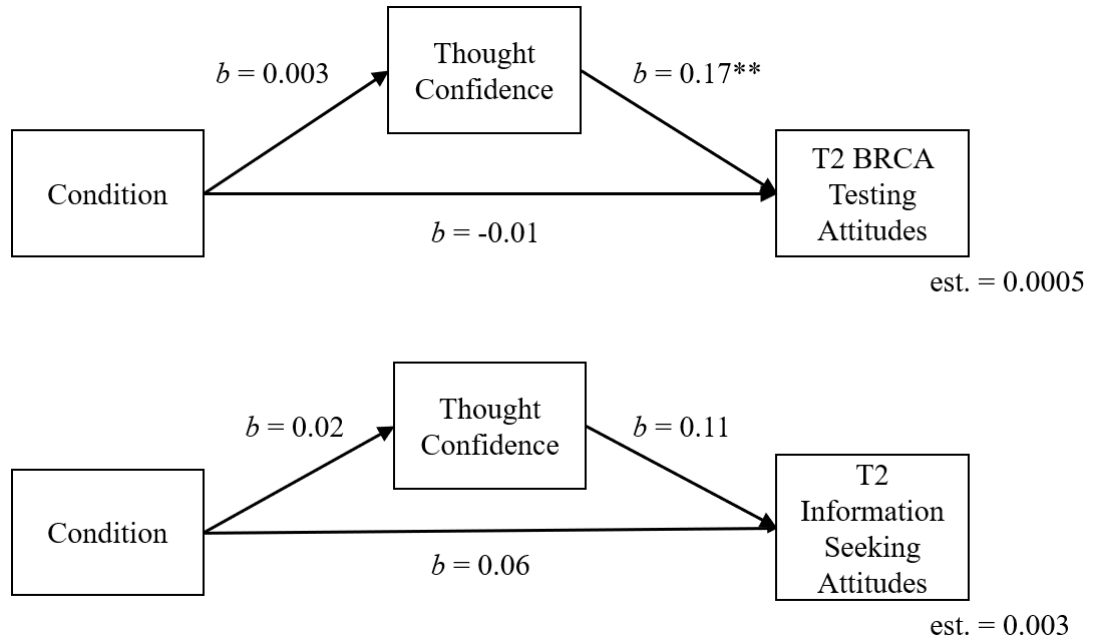 Thought
Confidence
b = 0.003
b = 0.17**
Condition
T2 BRCA
Testing
Attitudes
b = -0.01
est. = 0.0005
Thought
Confidence
b = 0.02
b = 0.11
Condition
T2
Information
Seeking
Attitudes
b = 0.06
est. = 0.003